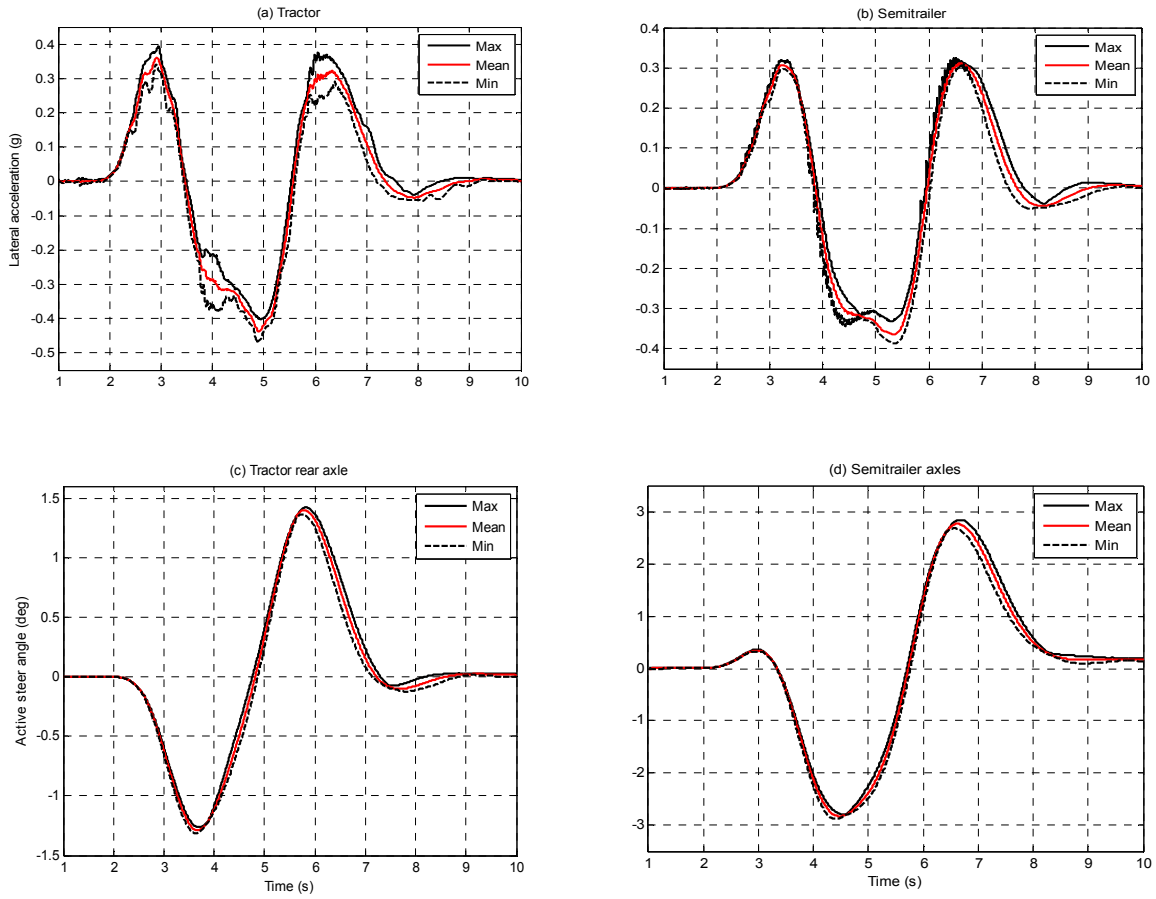 (a) Tractor
Max
Mean
Min
0.4
0.3
0.2
0.1
0
-0.1
-0.2
-0.3
-0.4
-0.5
Lateral acceleration (g)
1 2 3 4 5 6 7 8 9 10
(b) Semitrailer
Max
Mean
Min
0.4
0.3
0.2
0.1
0
-0.1
-0.2
-0.3
-0.4
1 2 3 4 5 6 7 8 9 10
(c) Tractor rear axle
Max
Mean
Min
1.5
1
0.5
0
-0.5
-1
-1.5
Active steer angle (deg)
1 2 3 4 5 6 7 8 9 10
Time (s)
(d) Semitrailer axles
Max
Mean
Min
3
2
1
0
-1
-2
-3
1 2 3 4 5 6 7 8 9 10
Time (s)